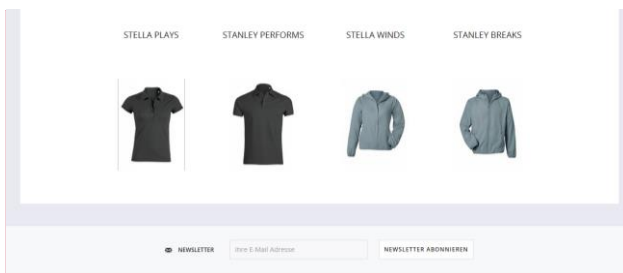 STELLA PLAYS STANLEY PERFORMS STELLA WINDS STANLEY BREAKS
NEWSLETTER Ihre E-Mail Adresse NEWSLETTER ABONNIEREN